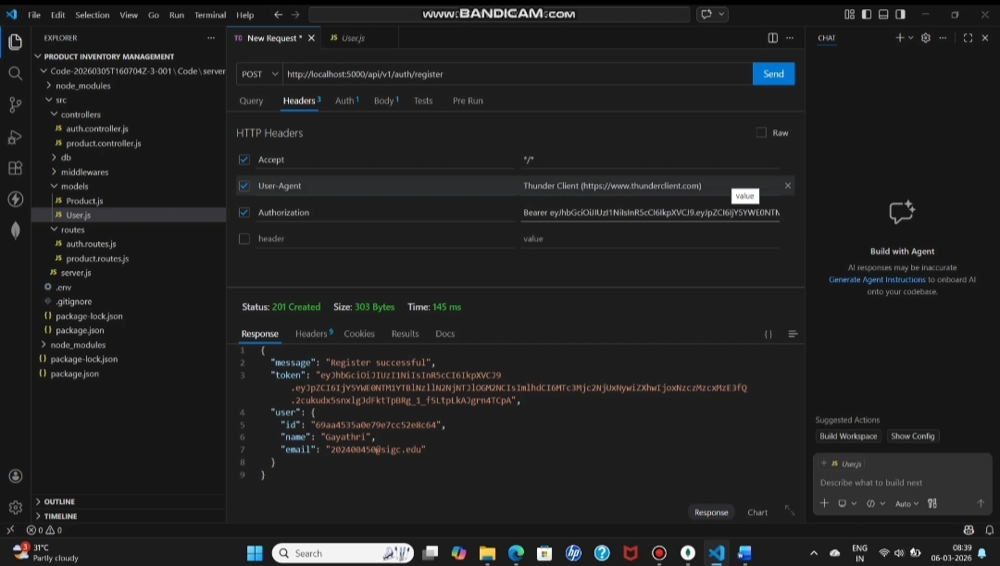 File Edit Selection View Go Run Terminal Help
www.BANDICAM.com
EXPLORER
PRODUCT INVENTORY MANAGEMENT
Code-20260305T160704Z-3-001\Code\server
node_modules
src
controllers
JS auth.controller.js
JS product.controller.js
db
middlewares
models
JS Product.js
JS User.js
routes
JS auth.routes.js
JS product.routes.js
JS server.js
.env
.gitignore
{} package-lock.json
{} package.json
node_modules
{} package-lock.json
{} package.json
OUTLINE
TIMELINE
TC New Request *
JS User.js
POST http://localhost:5000/api/v1/auth/register Send
Query Headers 3 Auth 1 Body 1 Tests Pre Run
HTTP Headers Raw
Accept */*
User-Agent Thunder Client (https://www.thunderclient.com)
value
Authorization Bearer
header value
Status: 201 Created Size: 303 Bytes Time: 145 ms
Response Headers 9 Cookies Results Docs {}
1 {
2 "message": "Register successful",
3 "token":
4 "user": {
5 "id": "69aa4535a0e79e7cc52e8c64",
6 "name": "Gayathri",
7 "email": "202400450@sigc.edu"
8 }
9 }
Response Chart
CHAT
Build with Agent
AI responses may be inaccurate
Generate Agent Instructions to onboard AI
onto your codebase.
Suggested Actions
Build Workspace Show Config
JS User.js
Describe what to build next
Auto
0 0
3
31°C
Partly cloudy
Search
ENG
IN
08:39
06-03-2026